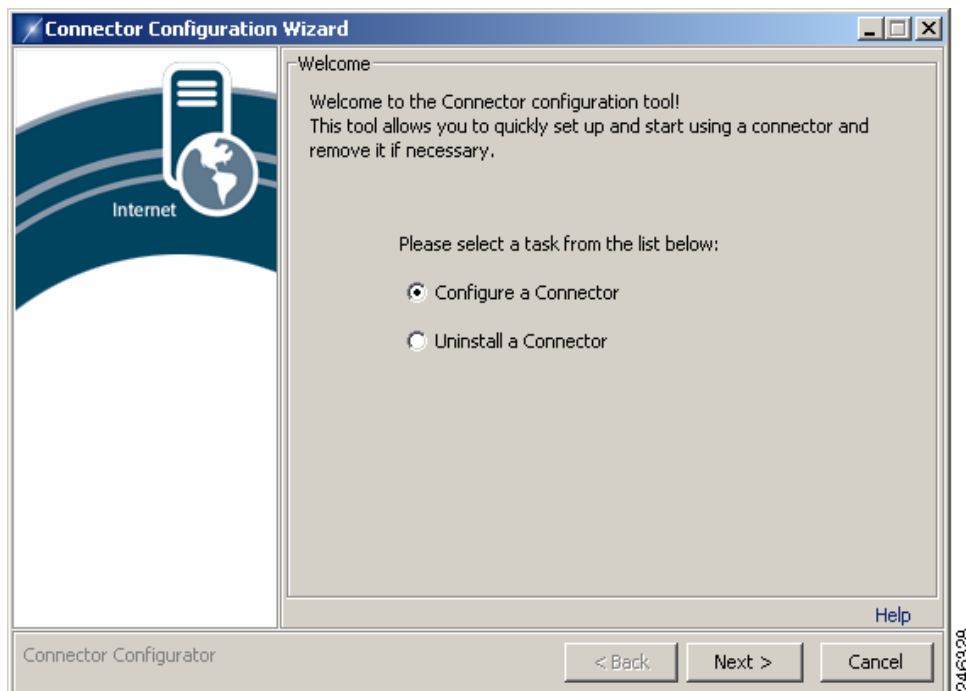 Connector Configuration Wizard
Internet
Welcome
Welcome to the Connector configuration tool!
This tool allows you to quickly set up and start using a connector and
remove it if necessary.
Please select a task from the list below:
Configure a Connector
Uninstall a Connector
Help
Connector Configurator
< Back
Next >
Cancel
246328